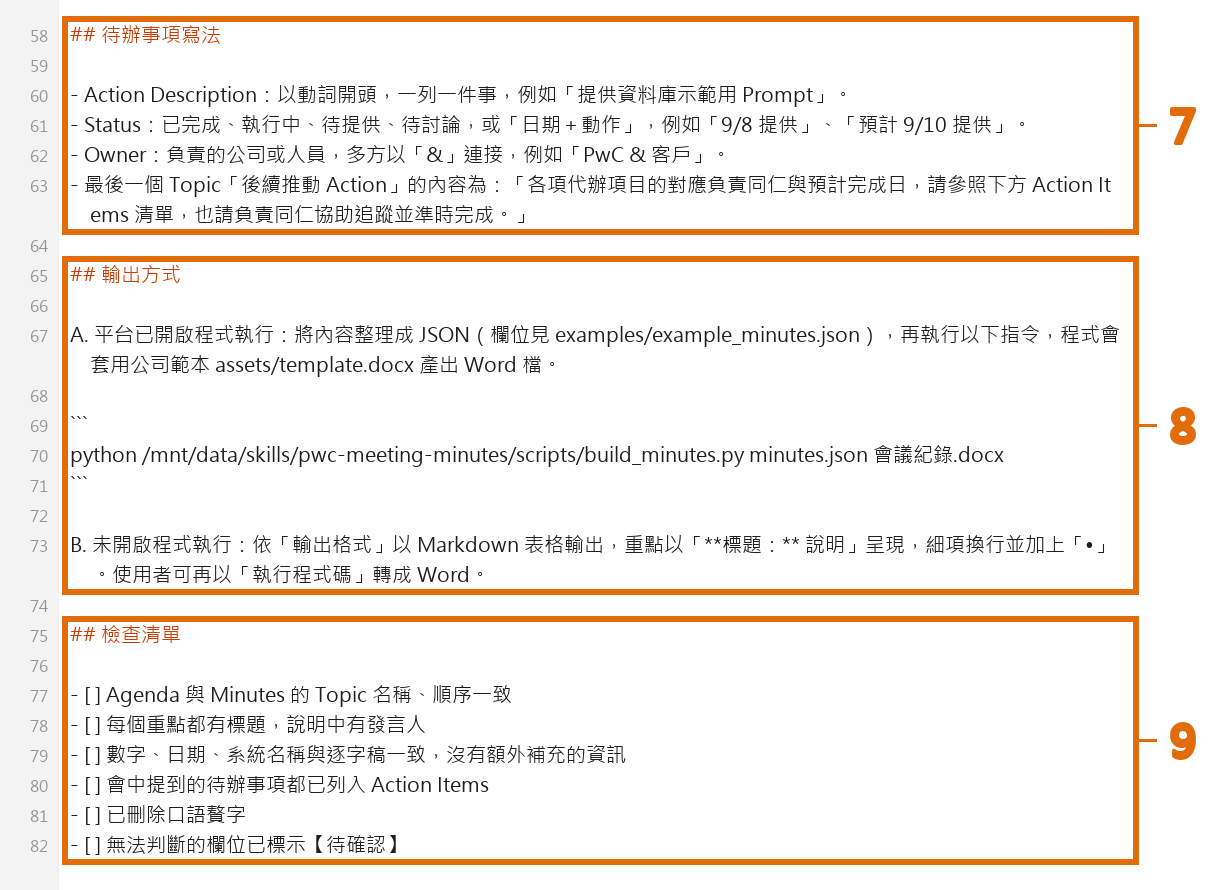 58 ## 待辦事項寫法
59
60 - Action Description：以動詞開頭，一列一件事，例如「提供資料庫示範用 Prompt」。
61 - Status：已完成、執行中、待提供、待討論，或「日期＋動作」，例如「9/8 提供」、「預計 9/10 提供」。
62 - Owner：負責的公司或人員，多方以「&」連接，例如「PwC & 客戶」。
63 - 最後一個 Topic「後續推動 Action」的內容為：「各項代辦項目的對應負責同仁與預計完成日，請參照下方 Action It
ems 清單，也請負責同仁協助追蹤並準時完成。」
7
64
65 ## 輸出方式
66
67 A. 平台已開啟程式執行：將內容整理成 JSON（欄位見 examples/example_minutes.json），再執行以下指令，程式會
套用公司範本 assets/template.docx 產出 Word 檔。
68
69 ```
70 python /mnt/data/skills/pwc-meeting-minutes/scripts/build_minutes.py minutes.json 會議紀錄.docx
71 ```
72
73 B. 未開啟程式執行：依「輸出格式」以 Markdown 表格輸出，重點以「**標題：** 說明」呈現，細項換行並加上「•」
。使用者可再以「執行程式碼」轉成 Word。
8
74
75 ## 檢查清單
76
77 - [ ] Agenda 與 Minutes 的 Topic 名稱、順序一致
78 - [ ] 每個重點都有標題，說明中有發言人
79 - [ ] 數字、日期、系統名稱與逐字稿一致，沒有額外補充的資訊
80 - [ ] 會中提到的待辦事項都已列入 Action Items
81 - [ ] 已刪除口語贅字
82 - [ ] 無法判斷的欄位已標示【待確認】
9